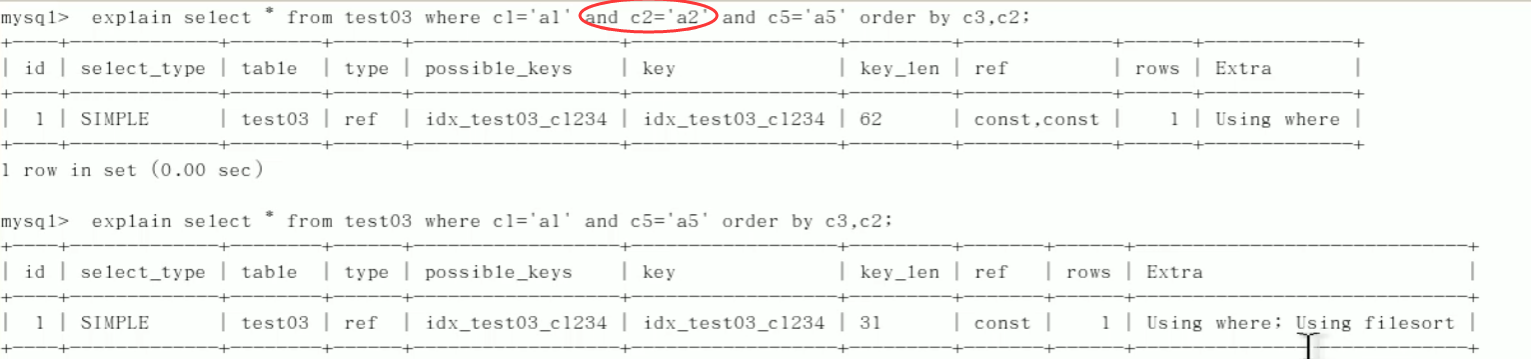 mysql>  explain select * from test03 where c1='a1' and c2='a2' and c5='a5' order by c3,c2;
+----+-------------+--------+------+------------------+------------------+---------+-------------+------+-------------+
| id | select_type | table  | type | possible_keys    | key              | key_len | ref         | rows | Extra       |
+----+-------------+--------+------+------------------+------------------+---------+-------------+------+-------------+
|  1 | SIMPLE      | test03 | ref  | idx_test03_c1234 | idx_test03_c1234 | 62      | const,const |    1 | Using where |
+----+-------------+--------+------+------------------+------------------+---------+-------------+------+-------------+
1 row in set (0.00 sec)
mysql>  explain select * from test03 where c1='a1' and c5='a5' order by c3,c2;
+----+-------------+--------+------+------------------+------------------+---------+-------+------+-----------------------------+
| id | select_type | table  | type | possible_keys    | key              | key_len | ref   | rows | Extra                       |
+----+-------------+--------+------+------------------+------------------+---------+-------+------+-----------------------------+
|  1 | SIMPLE      | test03 | ref  | idx_test03_c1234 | idx_test03_c1234 | 31      | const |    1 | Using where; Using filesort |
+----+-------------+--------+------+------------------+------------------+---------+-------+------+-----------------------------+